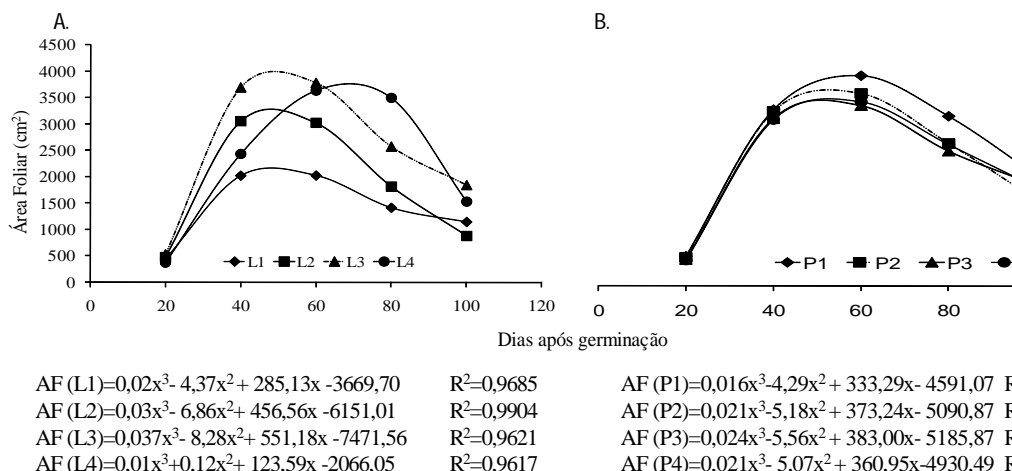 A.
B.
4500
4000
3500
3000
2500
2000
1500
1000
500
0
Área Foliar (cm²)
L1 L2 L3 L4
P1 P2 P3
0 20 40 60 80 100 120
0 20 40 60 80
Dias após germinação
AF (L1)=0,02x³- 4,37x²+ 285,13x -3669,70 R²=0,9685
AF (L2)=0,03x³- 6,86x²+ 456,56x -6151,01 R²=0,9904
AF (L3)=0,037x³- 8,28x²+ 551,18x -7471,56 R²=0,9621
AF (L4)=0,01x³+0,12x²+ 123,59x -2066,05 R²=0,9617
AF (P1)=0,016x³-4,29x² + 333,29x- 4591,07 R
AF (P2)=0,021x³-5,18x² + 373,24x- 5090,87 R
AF (P3)=0,024x³-5,56x² + 383,00x- 5185,87 R
AF (P4)=0,021x³- 5,07x² + 360,95x-4930,49 R